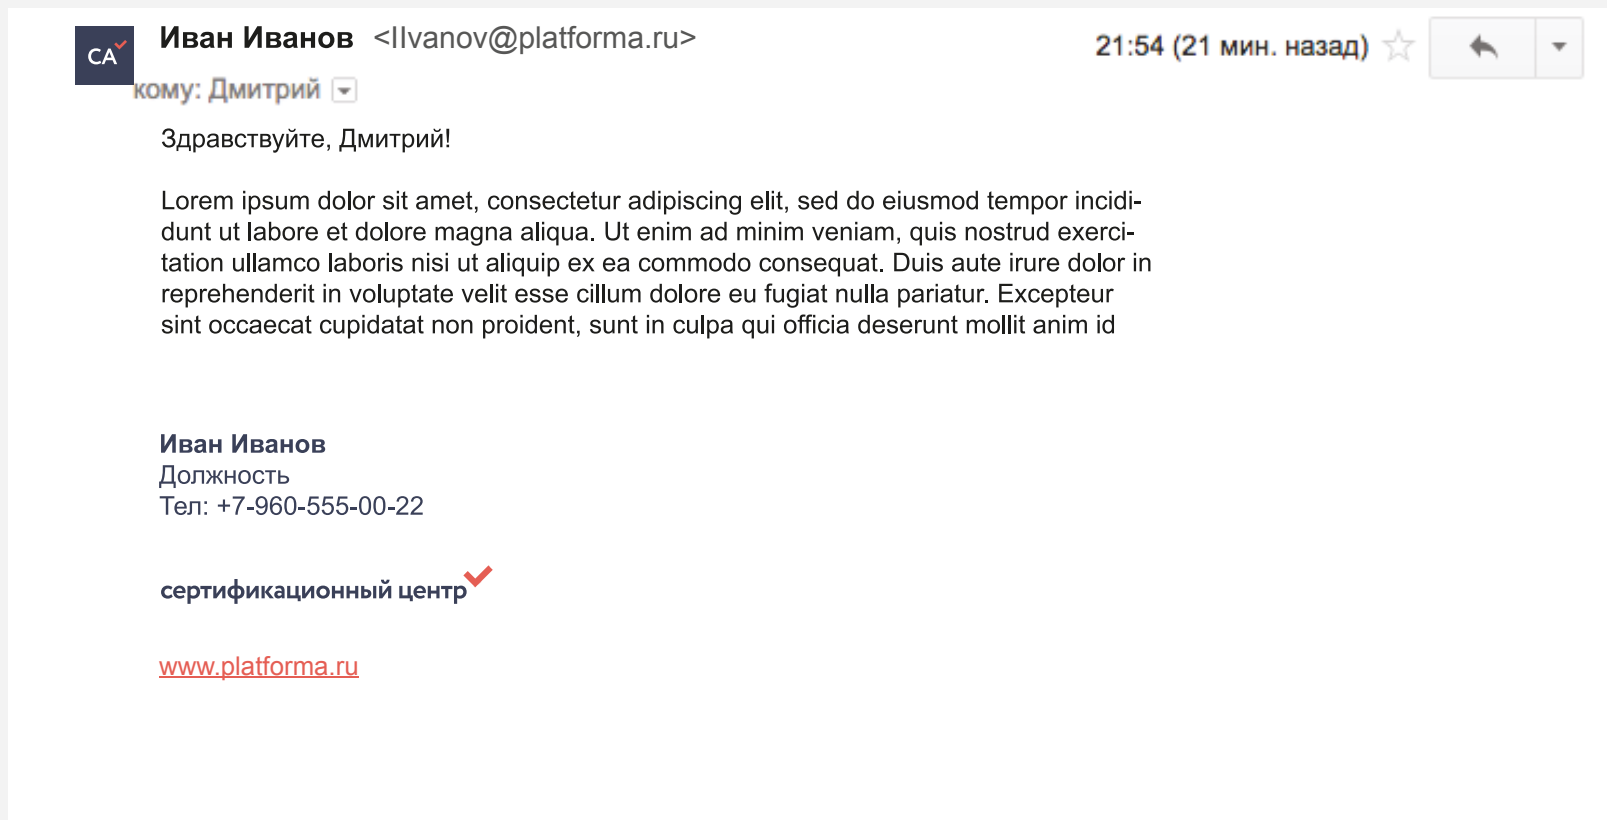 CA
Иван Иванов <IIvanov@platforma.ru>
21:54 (21 мин. назад)
кому: Дмитрий
Здравствуйте, Дмитрий!
Lorem ipsum dolor sit amet, consectetur adipiscing elit, sed do eiusmod tempor incidi-
dunt ut labore et dolore magna aliqua. Ut enim ad minim veniam, quis nostrud exerci-
tation ullamco laboris nisi ut aliquip ex ea commodo consequat. Duis aute irure dolor in
reprehenderit in voluptate velit esse cillum dolore eu fugiat nulla pariatur. Excepteur
sint occaecat cupidatat non proident, sunt in culpa qui officia deserunt mollit anim id
Иван Иванов
Должность
Тел: +7-960-555-00-22
сертификационный центр
www.platforma.ru